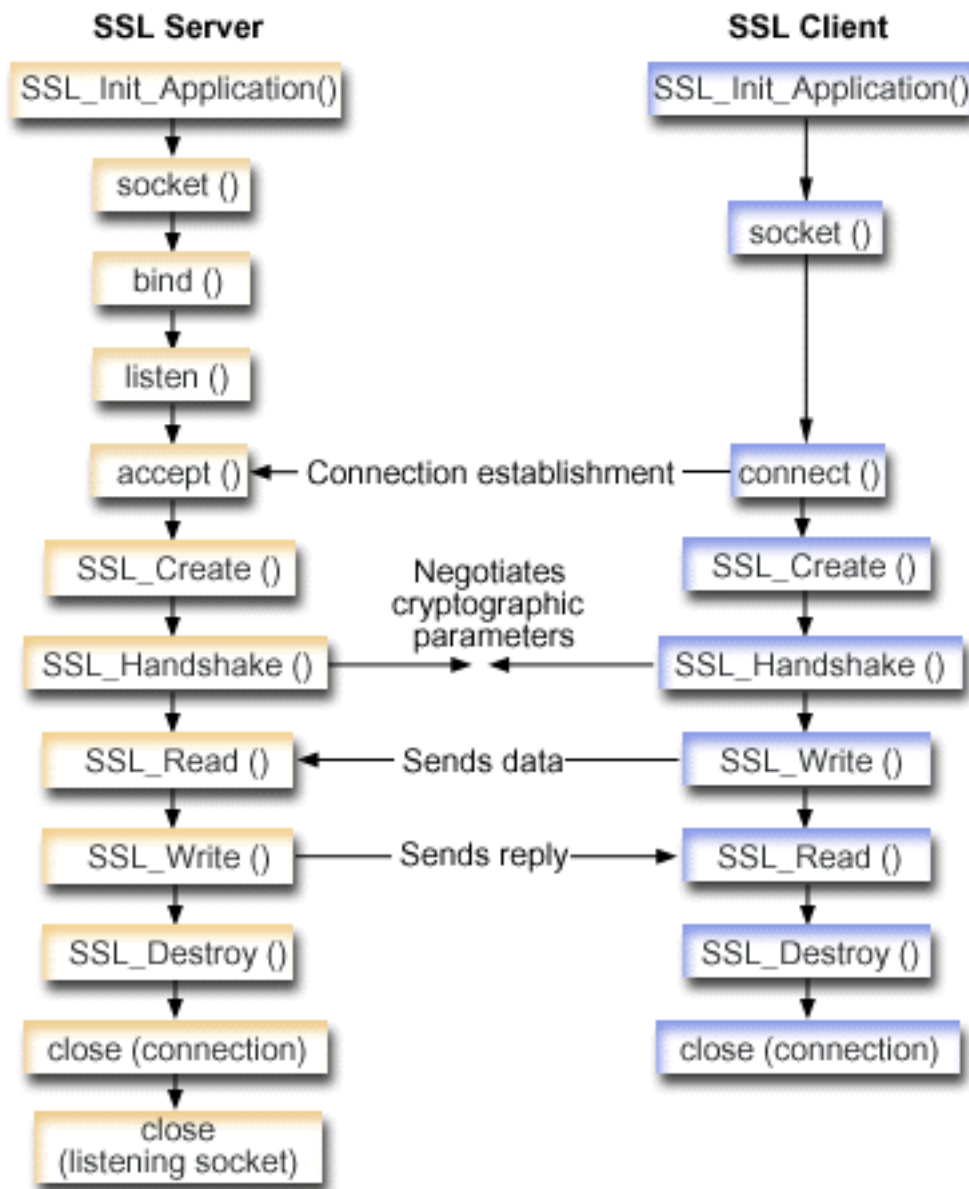 SSL Server
SSL Client
SSL_Init_Application()
SSL_Init_Application()
socket ()
socket ()
bind ()
listen ()
accept ()
Connection establishment
connect ()
SSL_Create ()
Negotiates
cryptographic
parameters
SSL_Create ()
SSL_Handshake ()
SSL_Handshake ()
SSL_Read ()
Sends data
SSL_Write ()
SSL_Write ()
Sends reply
SSL_Read ()
SSL_Destroy ()
SSL_Destroy ()
close (connection)
close (connection)
close
(listening socket)